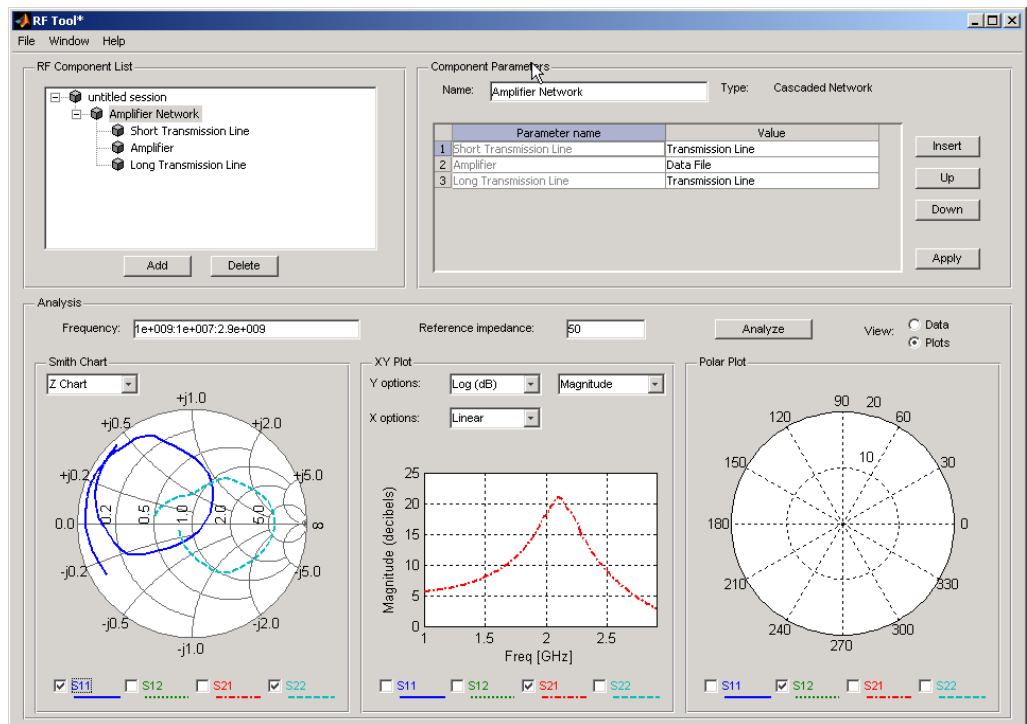 RF Tool*
File Window Help
RF Component List
untitled session
Amplifier Network
Short Transmission Line
Amplifier
Long Transmission Line
Add Delete
Component Parameters
Name: Amplifier Network Type: Cascaded Network
Parameter name Value
1 Short Transmission Line Transmission Line
2 Amplifier Data File
3 Long Transmission Line Transmission Line
Insert
Up
Down
Apply
Analysis
Frequency: 1e+009:1e+007:2.9e+009 Reference impedance: 50 Analyze View: Data
Plots
Smith Chart
Z Chart
+j1.0
+j0.5 +j2.0
+j0.2 +j5.0
0.0 0.2 0.5 1.0 2.0 5.0 ∞
-j0.2 -j5.0
-j0.5 -j2.0
-j1.0
S11 S12 S21 S22
XY Plot
Y options: Log (dB) Magnitude
X options: Linear
Magnitude (decibels)
25
20
15
10
5
0
1 1.5 2 2.5
Freq [GHz]
S11 S12 S21 S22
Polar Plot
90 20
120 60
10
150 30
180 0
210 330
240 300
270
S11 S12 S21 S22